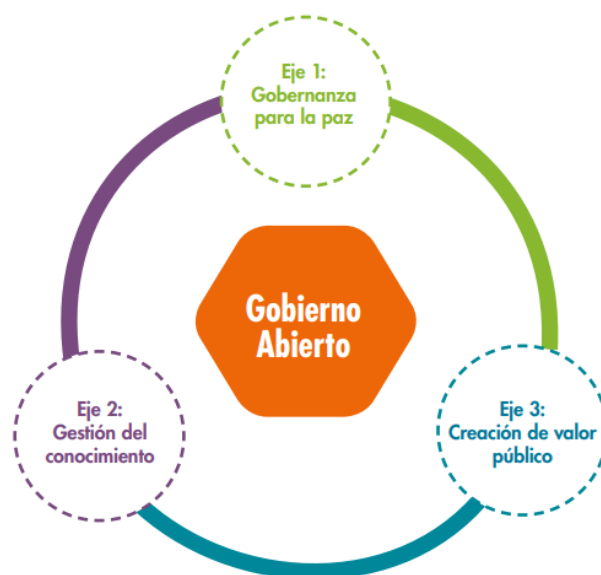 Eje 1:
Gobernanza
para la paz
Gobierno
Abierto
Eje 2:
Gestión del
conocimiento
Eje 3:
Creación de valor
público